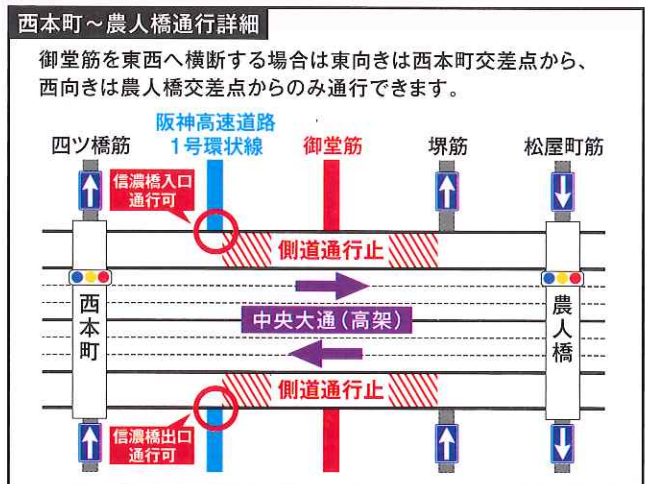 西本町～農人橋通行詳細
御堂筋を東西へ横断する場合は東向きは西本町交差点から、
西向きは農人橋交差点からのみ通行できます。
四ツ橋筋
阪神高速道路
1号環状線
御堂筋
堺筋
松屋町筋
信濃橋入口
通行可
側道通行止
西本町
中央大通（高架）
農人橋
側道通行止
信濃橋出口
通行可